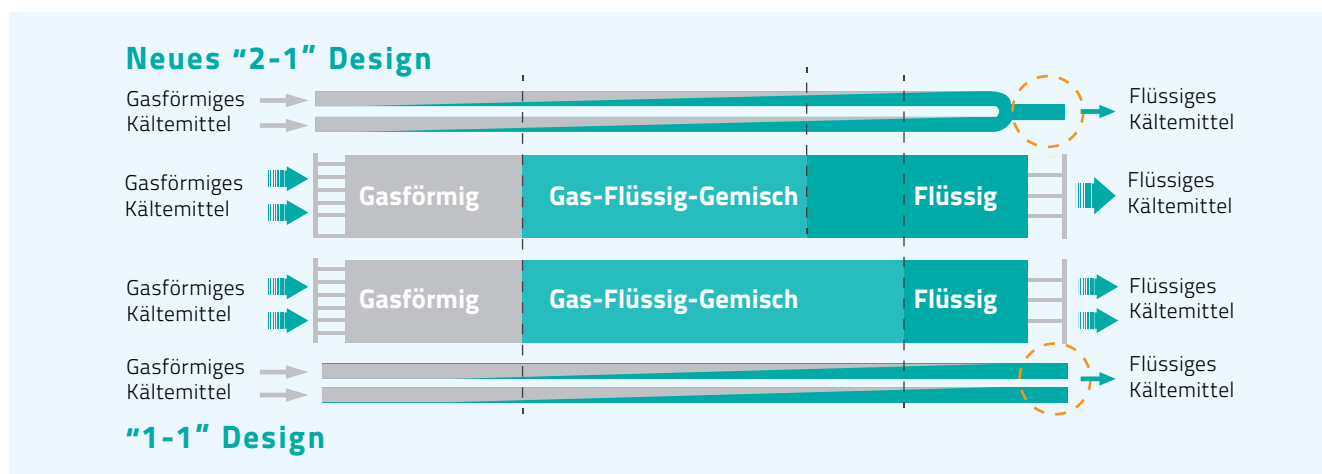 Neues "2-1" Design
Gasförmiges
Kältemittel
Flüssiges
Kältemittel
Gasförmiges
Kältemittel
Gasförmig
Gas-Flüssig-Gemisch
Flüssig
Flüssiges
Kältemittel
Gasförmiges
Kältemittel
Gasförmig
Gas-Flüssig-Gemisch
Flüssig
Flüssiges
Kältemittel
Gasförmiges
Kältemittel
Flüssiges
Kältemittel
"1-1" Design